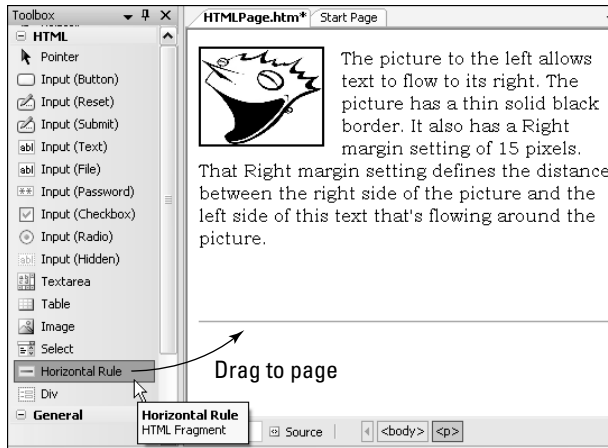 Toolbox
HTML
Pointer
Input (Button)
Input (Reset)
Input (Submit)
Input (Text)
Input (File)
Input (Password)
Input (Checkbox)
Input (Radio)
Input (Hidden)
Textarea
Table
Image
Select
Horizontal Rule
Div
General
Horizontal Rule
HTML Fragment
HTMLPage.htm* Start Page
The picture to the left allows
text to flow to its right. The
picture has a thin solid black
border. It also has a Right
margin setting of 15 pixels.
That Right margin setting defines the distance
between the right side of the picture and the
left side of this text that's flowing around the
picture.
Drag to page
Source <body> <p>